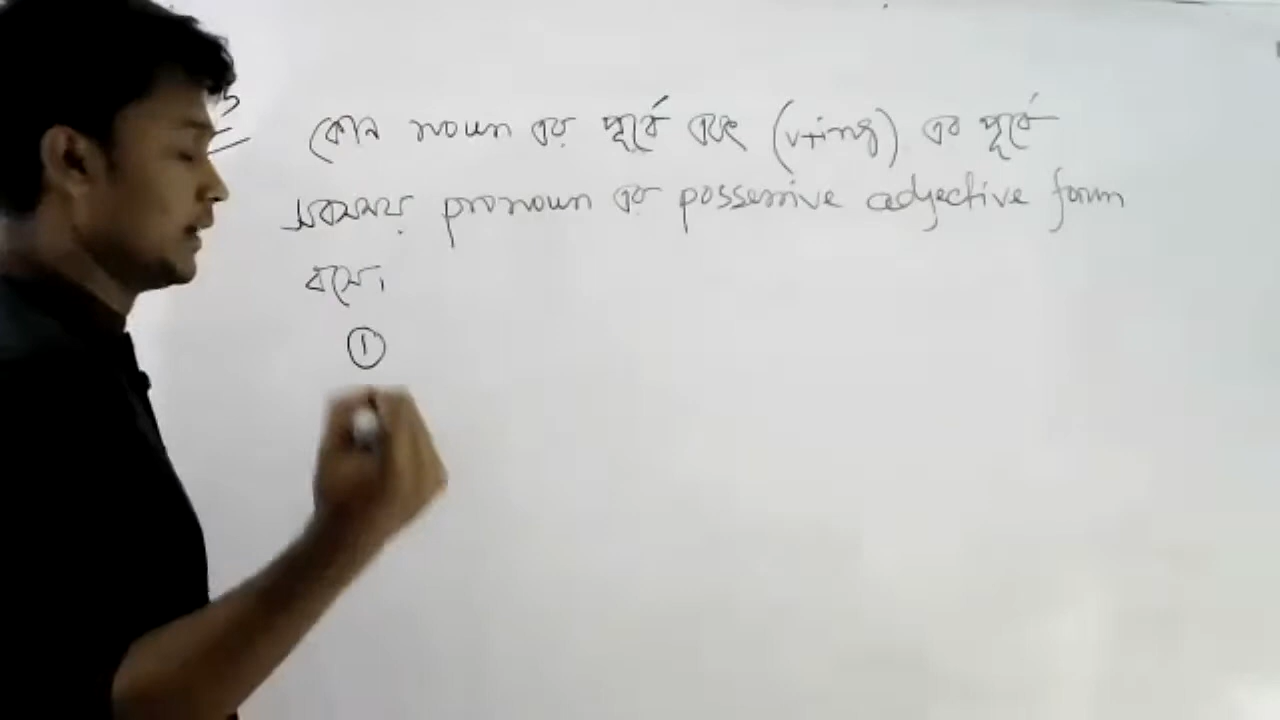 কোন noun এর পূর্বে এবং (v+ing) এর পূর্বে
সবসময় pronoun এর possessive adjective form
বসে।
①